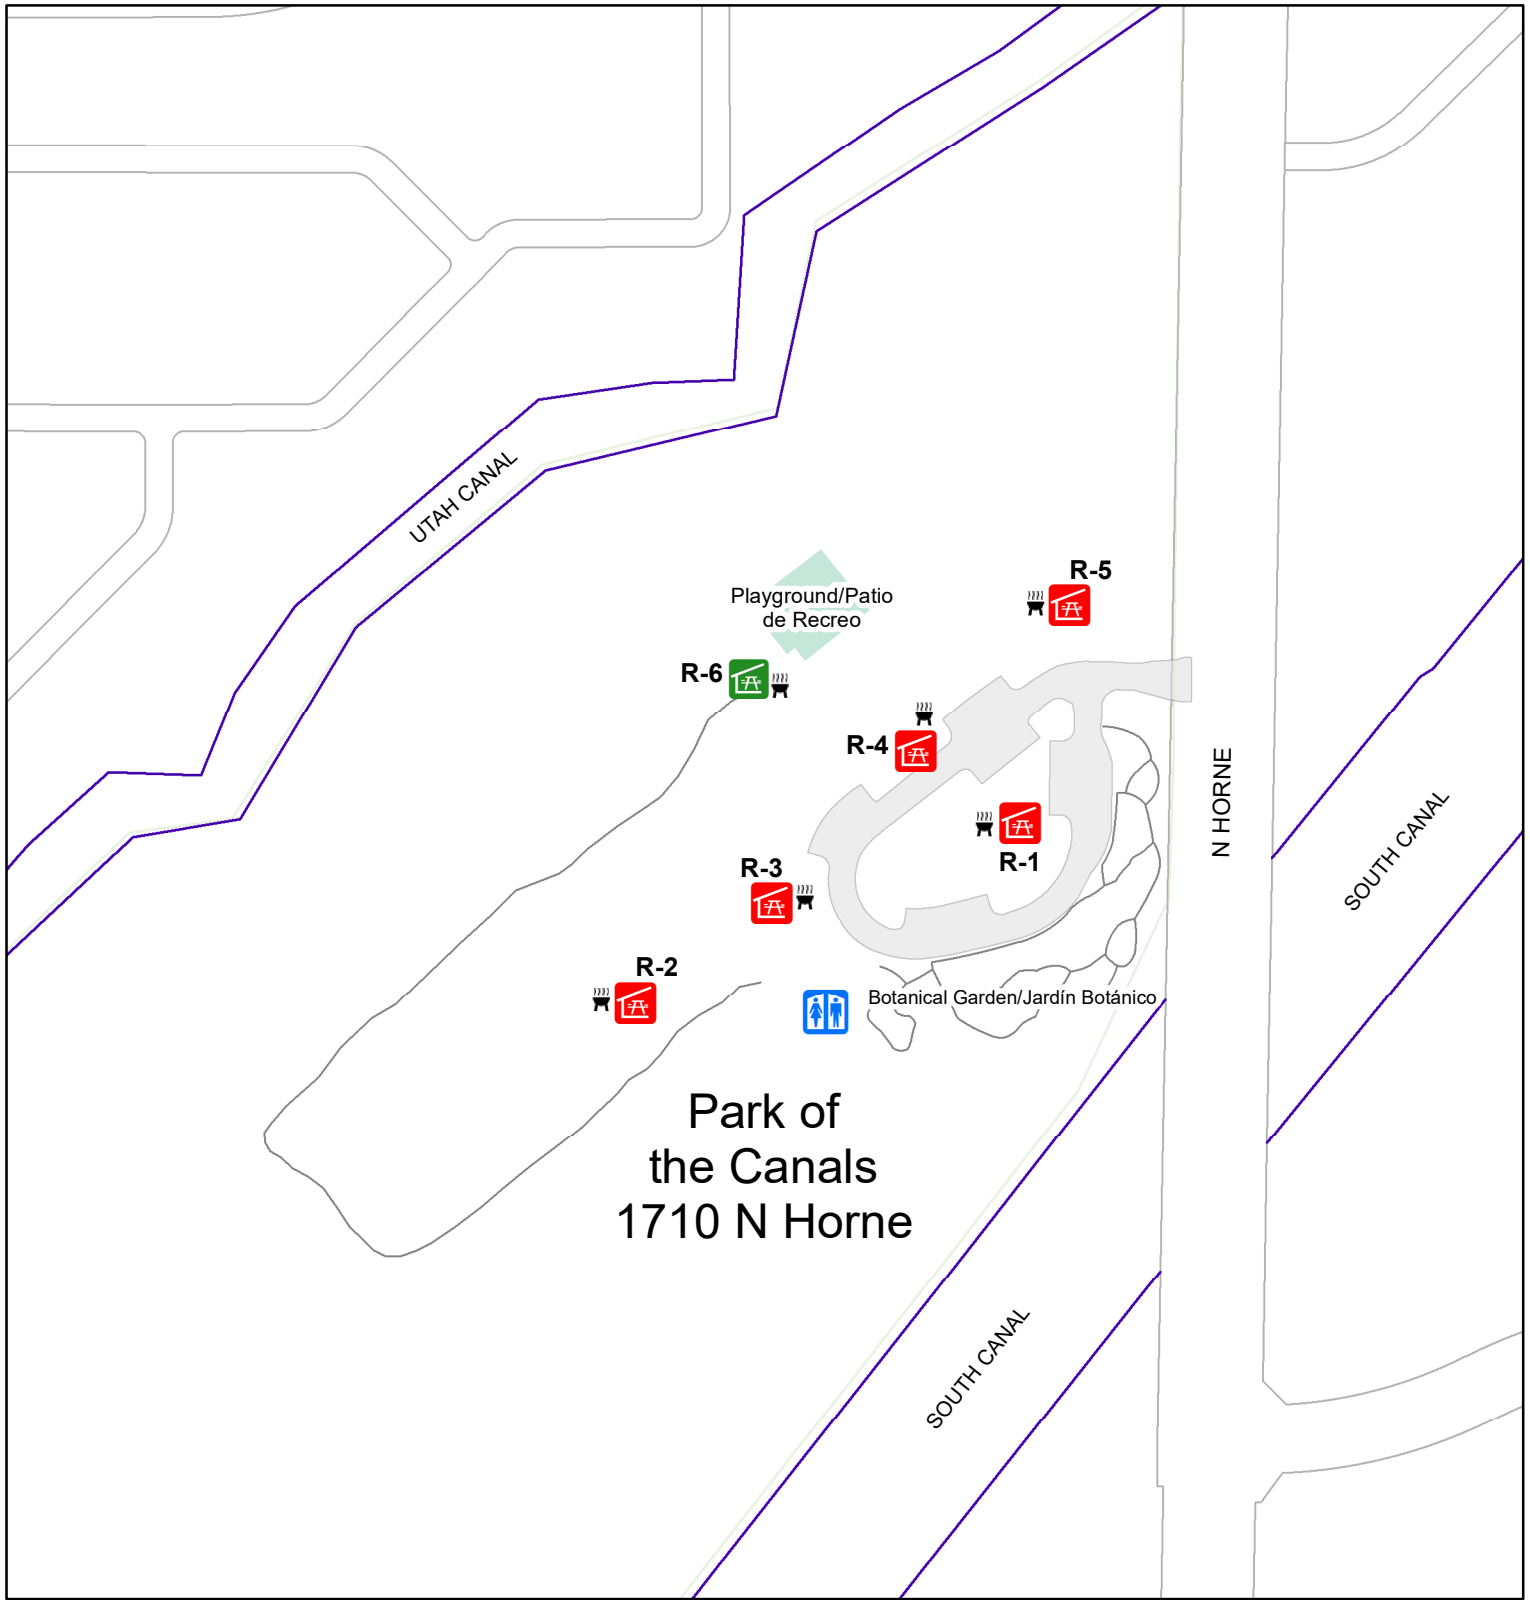 UTAH CANAL
R-5
Playground/Patio
de Recreo
R-6
R-4
N HORNE
SOUTH CANAL
R-1
R-3
R-2
Botanical Garden/Jardín Botánico
Park of
the Canals
1710 N Horne
SOUTH CANAL